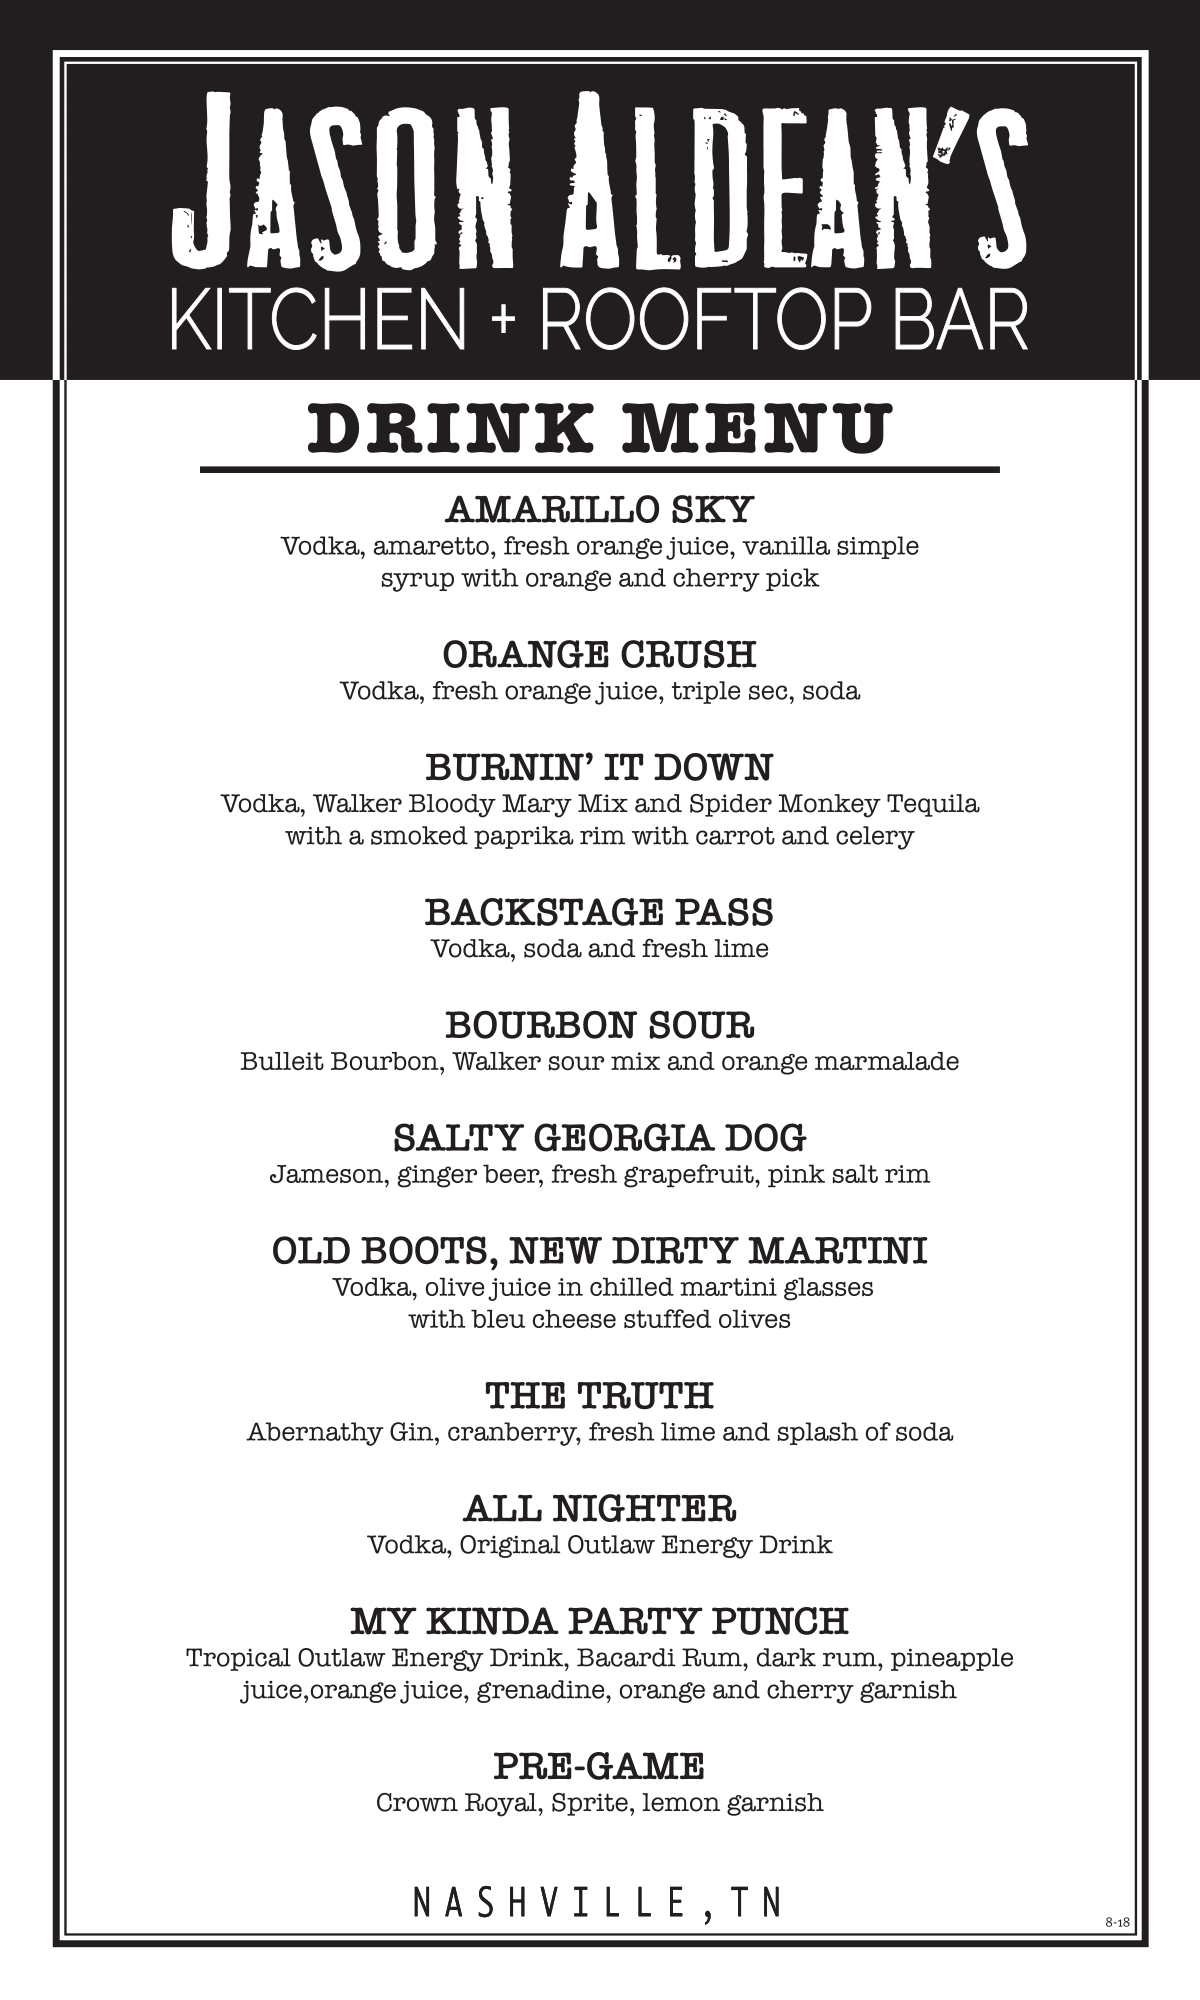 JASON ALDEAN'S
KITCHEN + ROOFTOP BAR
DRINK MENU
AMARILLO SKY
Vodka, amaretto, fresh orange juice, vanilla simple
syrup with orange and cherry pick
ORANGE CRUSH
Vodka, fresh orange juice, triple sec, soda
BURNIN’ IT DOWN
Vodka, Walker Bloody Mary Mix and Spider Monkey Tequila
with a smoked paprika rim with carrot and celery
BACKSTAGE PASS
Vodka, soda and fresh lime
BOURBON SOUR
Bulleit Bourbon, Walker sour mix and orange marmalade
SALTY GEORGIA DOG
Jameson, ginger beer, fresh grapefruit, pink salt rim
OLD BOOTS, NEW DIRTY MARTINI
Vodka, olive juice in chilled martini glasses
with bleu cheese stuffed olives
THE TRUTH
Abernathy Gin, cranberry, fresh lime and splash of soda
ALL NIGHTER
Vodka, Original Outlaw Energy Drink
MY KINDA PARTY PUNCH
Tropical Outlaw Energy Drink, Bacardi Rum, dark rum, pineapple
juice,orange juice, grenadine, orange and cherry garnish
PRE-GAME
Crown Royal, Sprite, lemon garnish
NASHVILLE, TN
8-18